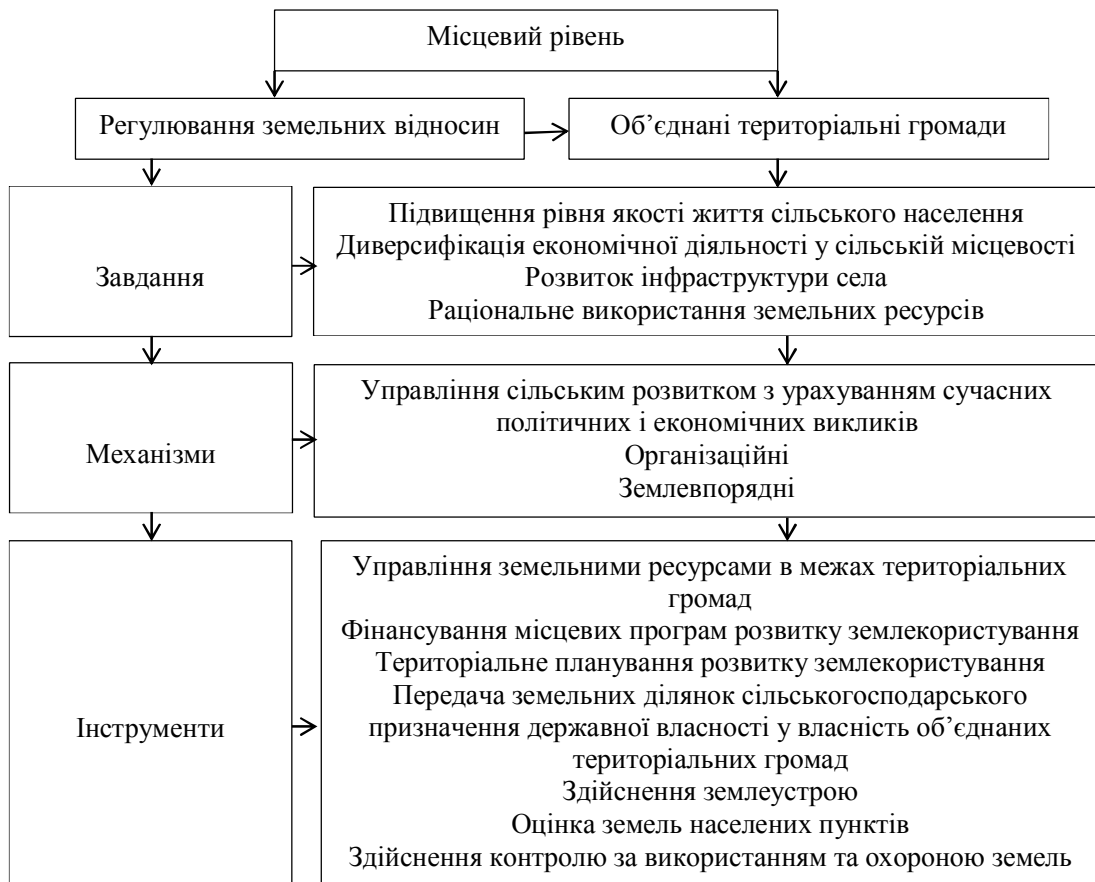 Місцевий рівень
Регулювання земельних відносин
Об’єднані територіальні громади
Завдання
Підвищення рівня якості життя сільського населення
Диверсифікація економічної діяльності у сільській місцевості
Розвиток інфраструктури села
Раціональне використання земельних ресурсів
Механізми
Управління сільським розвитком з урахуванням сучасних
політичних і економічних викликів
Організаційні
Землевпорядні
Інструменти
Управління земельними ресурсами в межах територіальних
громад
Фінансування місцевих програм розвитку землекористування
Територіальне планування розвитку землекористування
Передача земельних ділянок сільськогосподарського
призначення державної власності у власність об’єднаних
територіальних громад
Здійснення землеустрою
Оцінка земель населених пунктів
Здійснення контролю за використанням та охороною земель